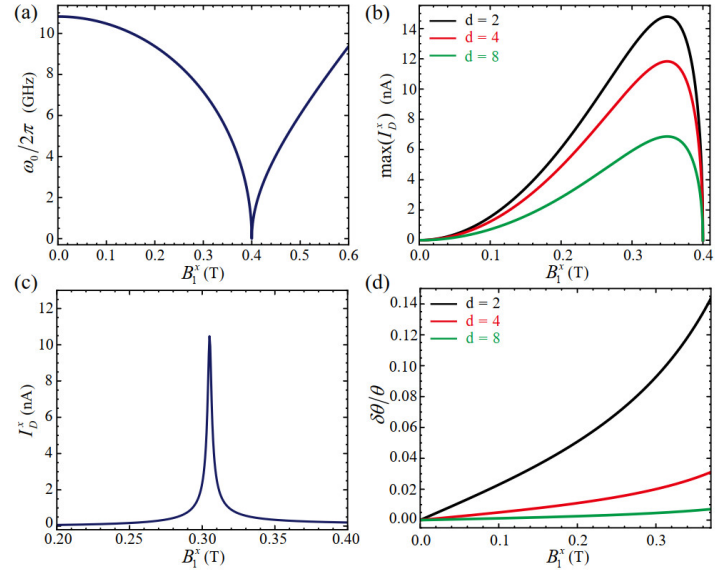 (a)
10
8
6
4
2
0
ω₀/2π (GHz)
0.0 0.1 0.2 0.3 0.4 0.5 0.6
B₁ˣ (T)
(b)
d = 2
d = 4
d = 8
14
12
10
8
6
4
2
0
max(I_Dˣ) (nA)
0.0 0.1 0.2 0.3 0.4
B₁ˣ (T)
(c)
12
10
8
6
4
2
0
I_Dˣ (nA)
0.20 0.25 0.30 0.35 0.40
B₁ˣ (T)
(d)
d = 2
d = 4
d = 8
0.14
0.12
0.10
0.08
0.06
0.04
0.02
0.00
δθ/θ
0.0 0.1 0.2 0.3
B₁ˣ (T)